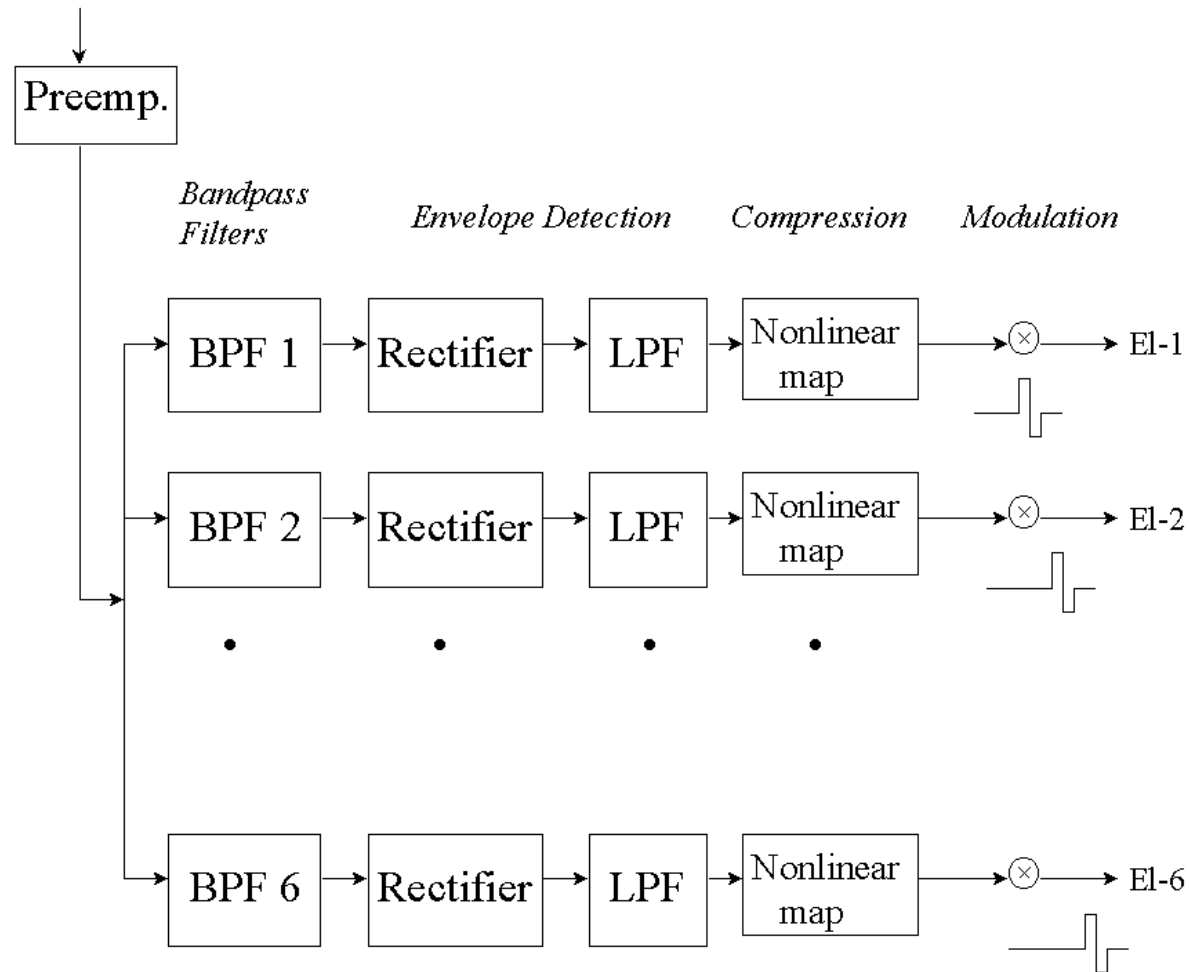 Preemp.
Bandpass
Filters
Envelope Detection
Compression
Modulation
BPF 1
Rectifier
LPF
Nonlinear
map
El-1
BPF 2
Rectifier
LPF
Nonlinear
map
El-2
BPF 6
Rectifier
LPF
Nonlinear
map
El-6